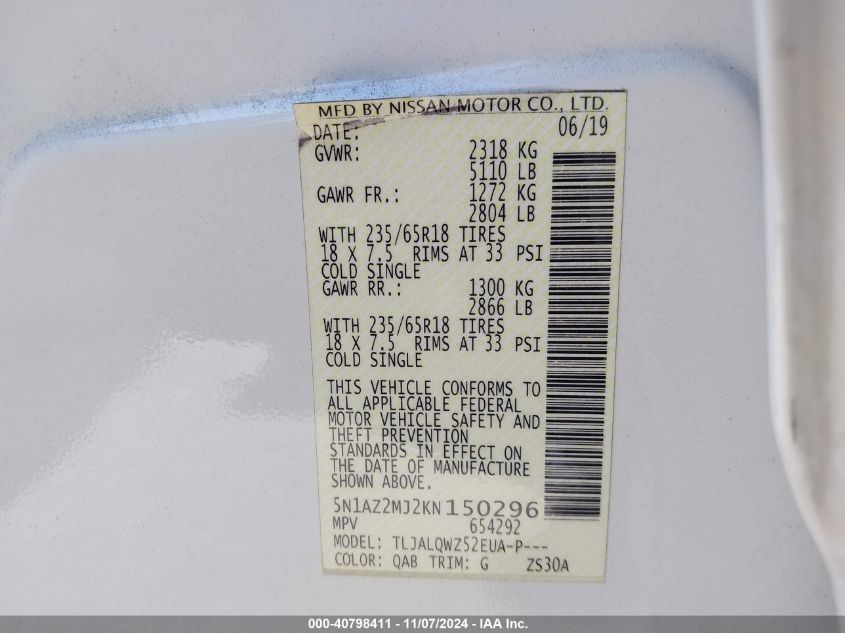 MFD BY NISSAN MOTOR CO., LTD.
DATE: 06/19
GVWR: 2318 KG
5110 LB
GAWR FR.: 1272 KG
2804 LB
WITH 235/65R18 TIRES
18 X 7.5 RIMS AT 33 PSI
COLD SINGLE
GAWR RR.: 1300 KG
2866 LB
WITH 235/65R18 TIRES
18 X 7.5 RIMS AT 33 PSI
COLD SINGLE
THIS VEHICLE CONFORMS TO
ALL APPLICABLE FEDERAL
MOTOR VEHICLE SAFETY AND
THEFT PREVENTION
STANDARDS IN EFFECT ON
THE DATE OF MANUFACTURE
SHOWN ABOVE.
5N1AZ2MJ2KN150296
MPV 654292
MODEL: TLJALQWZ52EUA-P---
COLOR: QAB TRIM: G ZS30A
000-40798411 - 11/07/2024 - IAA Inc.